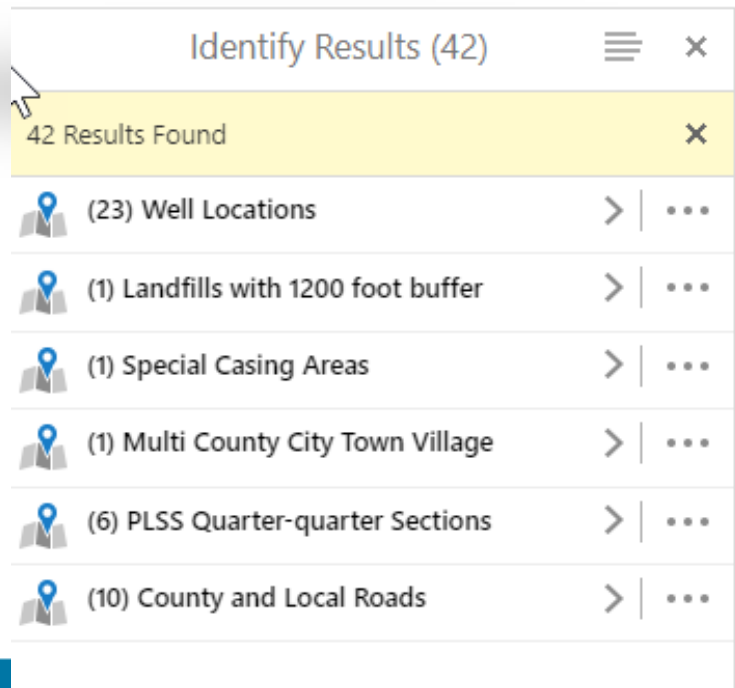 Identify Results (42)
42 Results Found
(23) Well Locations
(1) Landfills with 1200 foot buffer
(1) Special Casing Areas
(1) Multi County City Town Village
(6) PLSS Quarter-quarter Sections
(10) County and Local Roads